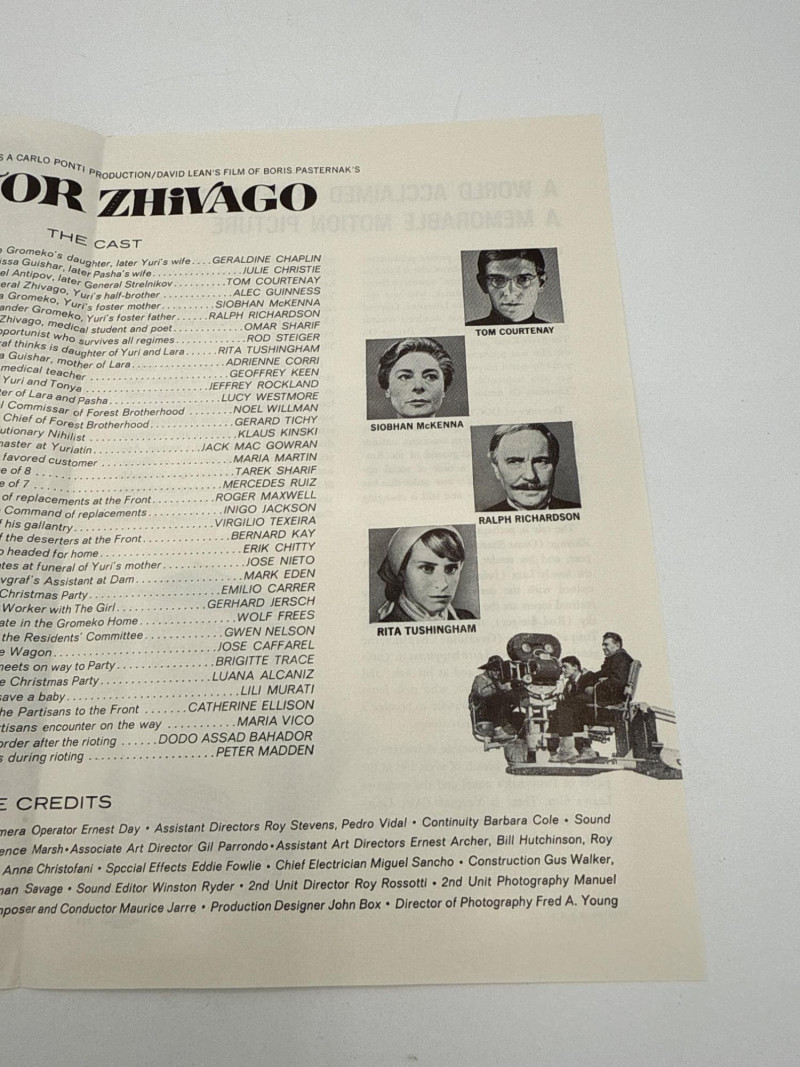 S A CARLO PONTI PRODUCTION/DAVID LEAN'S FILM OF BORIS PASTERNAK'S
TOR ZHiVAGO
THE CAST
Gromeko's daughter, later Yuri's wife....GERALDINE CHAPLIN
issa Guishar, later Pasha's wife...............JULIE CHRISTIE
el Antipov, later General Strelnikov.........TOM COURTENAY
eral Zhivago, Yuri's half-brother............ALEC GUINNESS
a Gromeko, Yuri's foster mother..........SIOBHAN McKENNA
ander Gromeko, Yuri's foster father......RALPH RICHARDSON
Zhivago, medical student and poet............OMAR SHARIF
pportunist who survives all regimes...........ROD STEIGER
raf thinks is daughter of Yuri and Lara.....RITA TUSHINGHAM
a Guishar, mother of Lara................ADRIENNE CORRI
medical teacher ......................GEOFFREY KEEN
Yuri and Tonya ....................JEFFREY ROCKLAND
ter of Lara and Pasha....................LUCY WESTMORE
l Commissar of Forest Brotherhood ........NOEL WILLMAN
Chief of Forest Brotherhood...............GERARD TICHY
utionary Nihilist ..........................KLAUS KINSKI
master at Yuriatin....................JACK MAC GOWRAN
favored customer ......................MARIA MARTIN
e of 8 ................................TAREK SHARIF
e of 7 ..............................MERCEDES RUIZ
of replacements at the Front...........ROGER MAXWELL
Command of replacements.............INIGO JACKSON
f his gallantry.......................VIRGILIO TEXEIRA
f the deserters at the Front..............BERNARD KAY
o headed for home........................ERIK CHITTY
ates at funeral of Yuri's mother...............JOSE NIETO
vgraf's Assistant at Dam...................MARK EDEN
Christmas Party......................EMILIO CARRER
Worker with The Girl................GERHARD JERSCH
ate in the Gromeko Home.................WOLF FREES
the Residents' Committee...............GWEN NELSON
e Wagon...........................JOSE CAFFAREL
meets on way to Party.................BRIGITTE TRACE
e Christmas Party....................LUANA ALCANIZ
save a baby.............................LILI MURATI
he Partisans to the Front .......CATHERINE ELLISON
rtisans encounter on the way ............MARIA VICO
order after the rioting ......DODO ASSAD BAHADOR
s during rioting ....................PETER MADDEN
TOM COURTENAY
SIOBHAN McKENNA
RALPH RICHARDSON
RITA TUSHINGHAM
E CREDITS
mera Operator Ernest Day • Assistant Directors Roy Stevens, Pedro Vidal • Continuity Barbara Cole • Sound
ence Marsh•Associate Art Director Gil Parrondo•Assistant Art Directors Ernest Archer, Bill Hutchinson, Roy
Anna Christofani • Special Effects Eddie Fowlie • Chief Electrician Miguel Sancho • Construction Gus Walker,
man Savage • Sound Editor Winston Ryder • 2nd Unit Director Roy Rossotti • 2nd Unit Photography Manuel
mposer and Conductor Maurice Jarre • Production Designer John Box • Director of Photography Fred A. Young